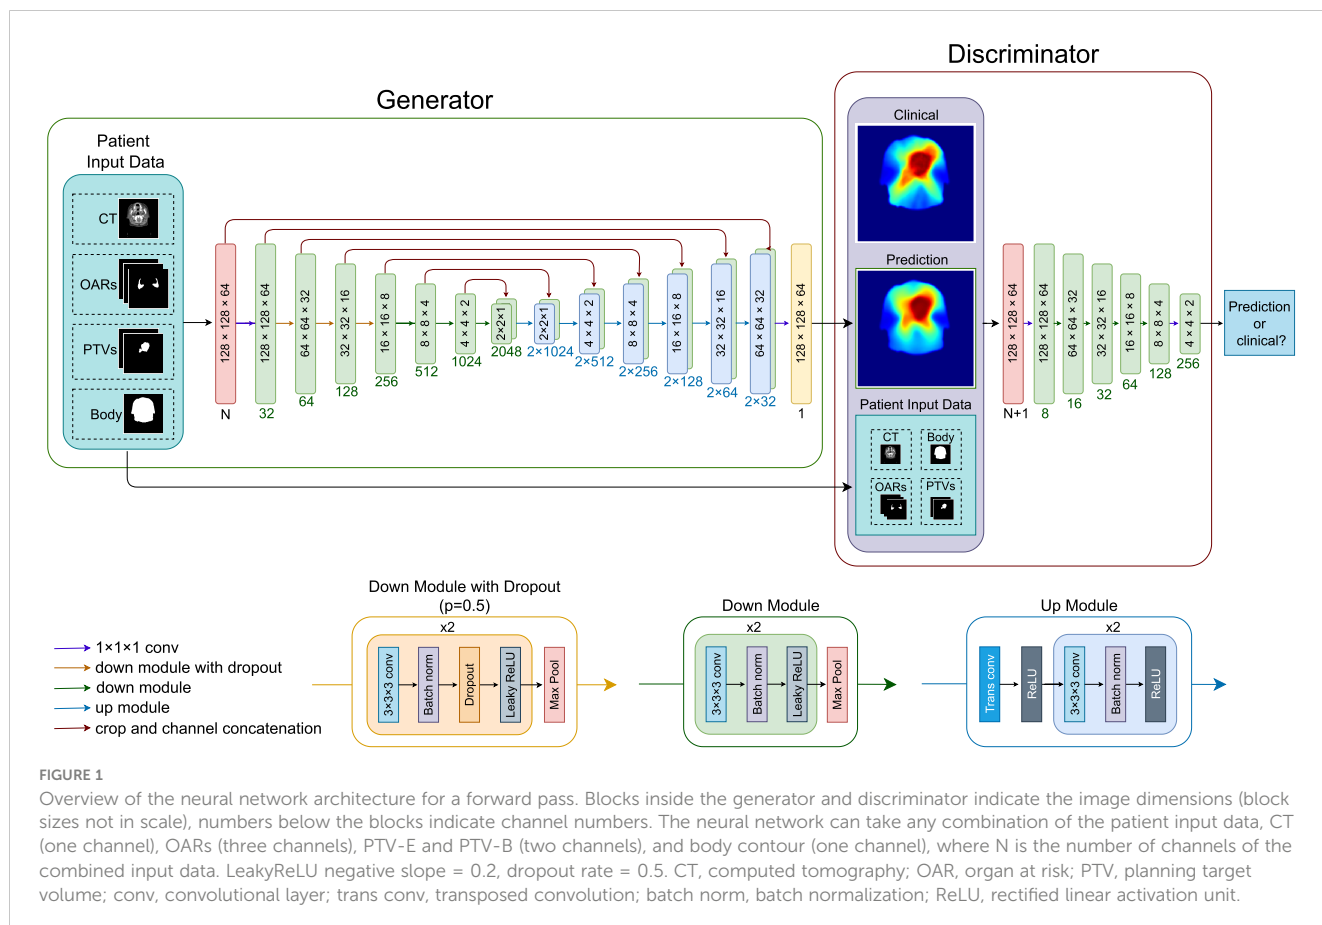 Discriminator
Generator
Patient
Input Data
CT
OARs
PTVs
Body
128 × 128 × 64
N
128 × 128 × 64
32
64 × 64 × 32
64
32 × 32 × 16
128
16 × 16 × 8
256
8 × 8 × 4
512
4 × 4 × 2
1024
2×2×1
2048
2×2×1
2×1024
4 × 4 × 2
2×512
8 × 8 × 4
2×256
16 × 16 × 8
2×128
32 × 32 × 16
2×64
64 × 64 × 32
2×32
128 × 128 × 64
1
Clinical
Prediction
Patient Input Data
CT
Body
OARs
PTVs
128 × 128 × 64
N+1
128 × 128 × 64
8
64 × 64 × 32
16
32 × 32 × 16
32
16 × 16 × 8
64
8 × 8 × 4
128
4 × 4 × 2
256
Prediction
or
clinical?
1×1×1 conv
down module with dropout
down module
up module
crop and channel concatenation
Down Module with Dropout
(p=0.5)
x2
3×3×3 conv
Batch norm
Dropout
Leaky ReLU
Max Pool
Down Module
x2
3×3×3 conv
Batch norm
Leaky ReLU
Max Pool
Up Module
x2
Trans conv
ReLU
3×3×3 conv
Batch norm
ReLU
FIGURE 1
Overview of the neural network architecture for a forward pass. Blocks inside the generator and discriminator indicate the image dimensions (block
sizes not in scale), numbers below the blocks indicate channel numbers. The neural network can take any combination of the patient input data, CT
(one channel), OARs (three channels), PTV-E and PTV-B (two channels), and body contour (one channel), where N is the number of channels of the
combined input data. LeakyReLU negative slope = 0.2, dropout rate = 0.5. CT, computed tomography; OAR, organ at risk; PTV, planning target
volume; conv, convolutional layer; trans conv, transposed convolution; batch norm, batch normalization; ReLU, rectified linear activation unit.